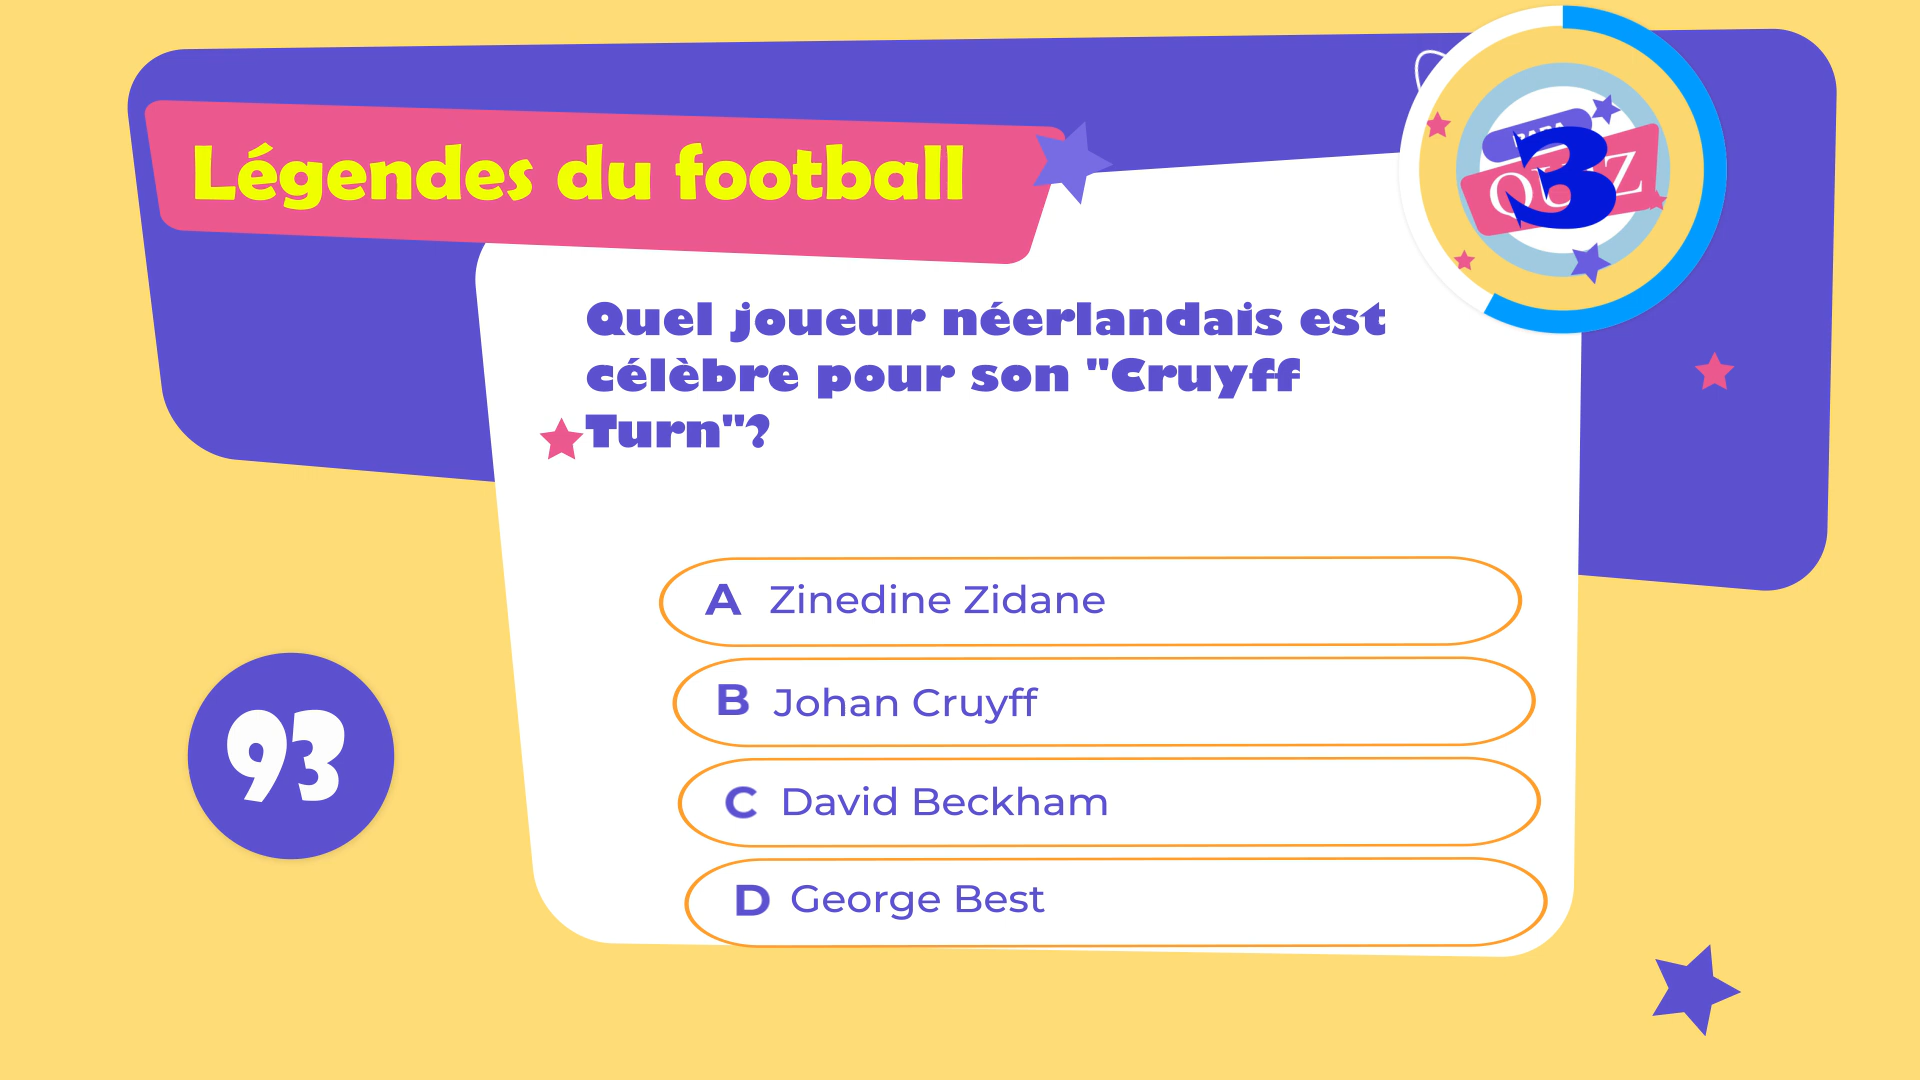 Légendes du football
3
Quel joueur néerlandais est
célèbre pour son "Cruyff
Turn"?
A Zinedine Zidane
B Johan Cruyff
C David Beckham
D George Best
93